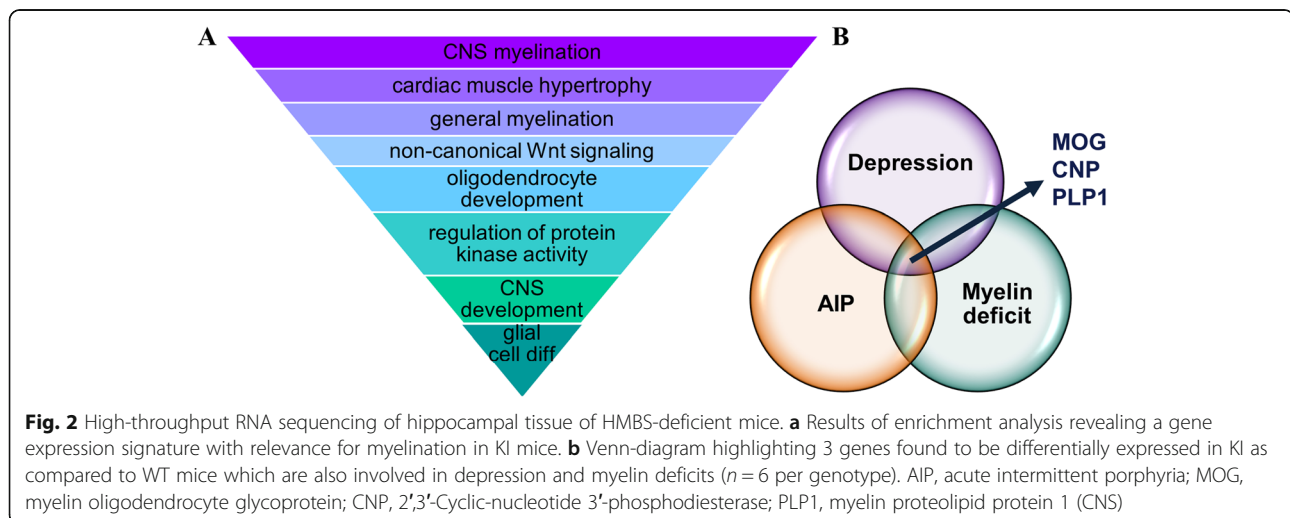 A
CNS myelination
cardiac muscle hypertrophy
general myelination
non-canonical Wnt signaling
oligodendrocyte
development
regulation of protein
kinase activity
CNS
development
glial
cell diff
B
Depression
MOG
CNP
PLP1
AIP
Myelin
deficit
Fig. 2 High-throughput RNA sequencing of hippocampal tissue of HMBS-deficient mice. a Results of enrichment analysis revealing a gene
expression signature with relevance for myelination in KI mice. b Venn-diagram highlighting 3 genes found to be differentially expressed in KI as
compared to WT mice which are also involved in depression and myelin deficits (n = 6 per genotype). AIP, acute intermittent porphyria; MOG,
myelin oligodendrocyte glycoprotein; CNP, 2′,3′-Cyclic-nucleotide 3′-phosphodiesterase; PLP1, myelin proteolipid protein 1 (CNS)